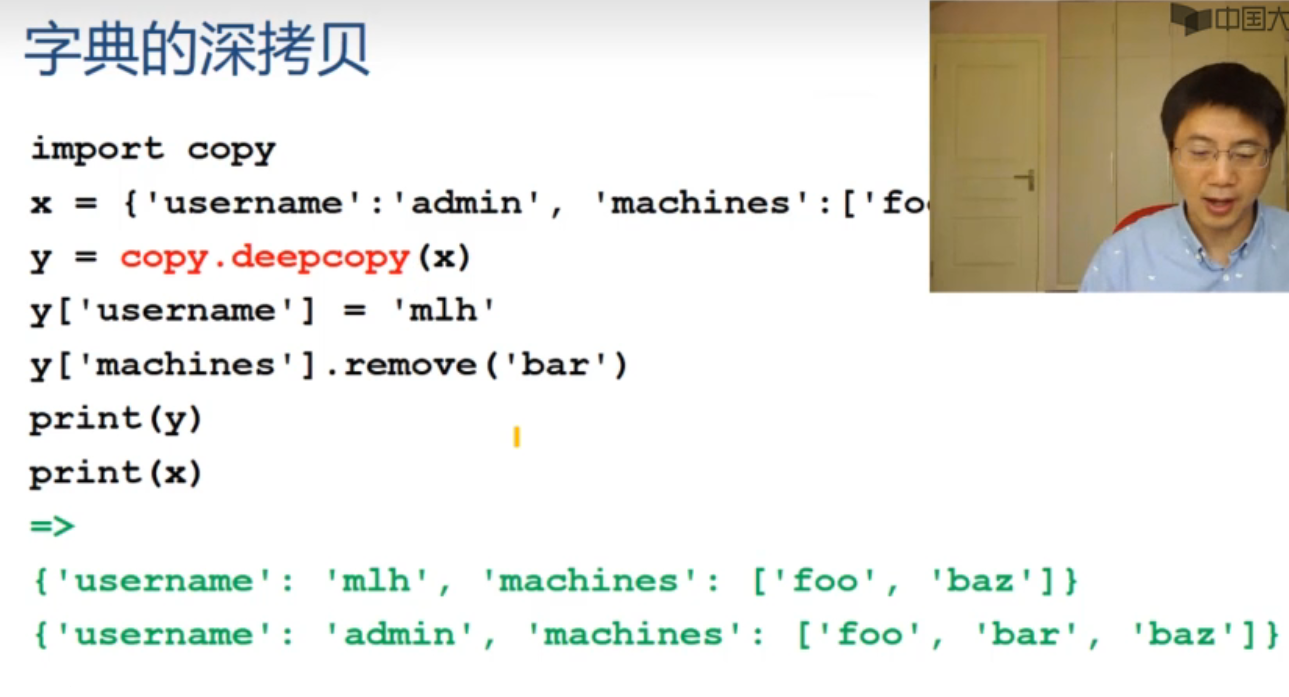 字典的深拷贝
中国大
import copy
x = {'username':'admin', 'machines':['fo
y = copy.deepcopy(x)
y['username'] = 'mlh'
y['machines'].remove('bar')
print(y)
print(x)
=>
{'username': 'mlh', 'machines': ['foo', 'baz']}
{'username': 'admin', 'machines': ['foo', 'bar', 'baz']}